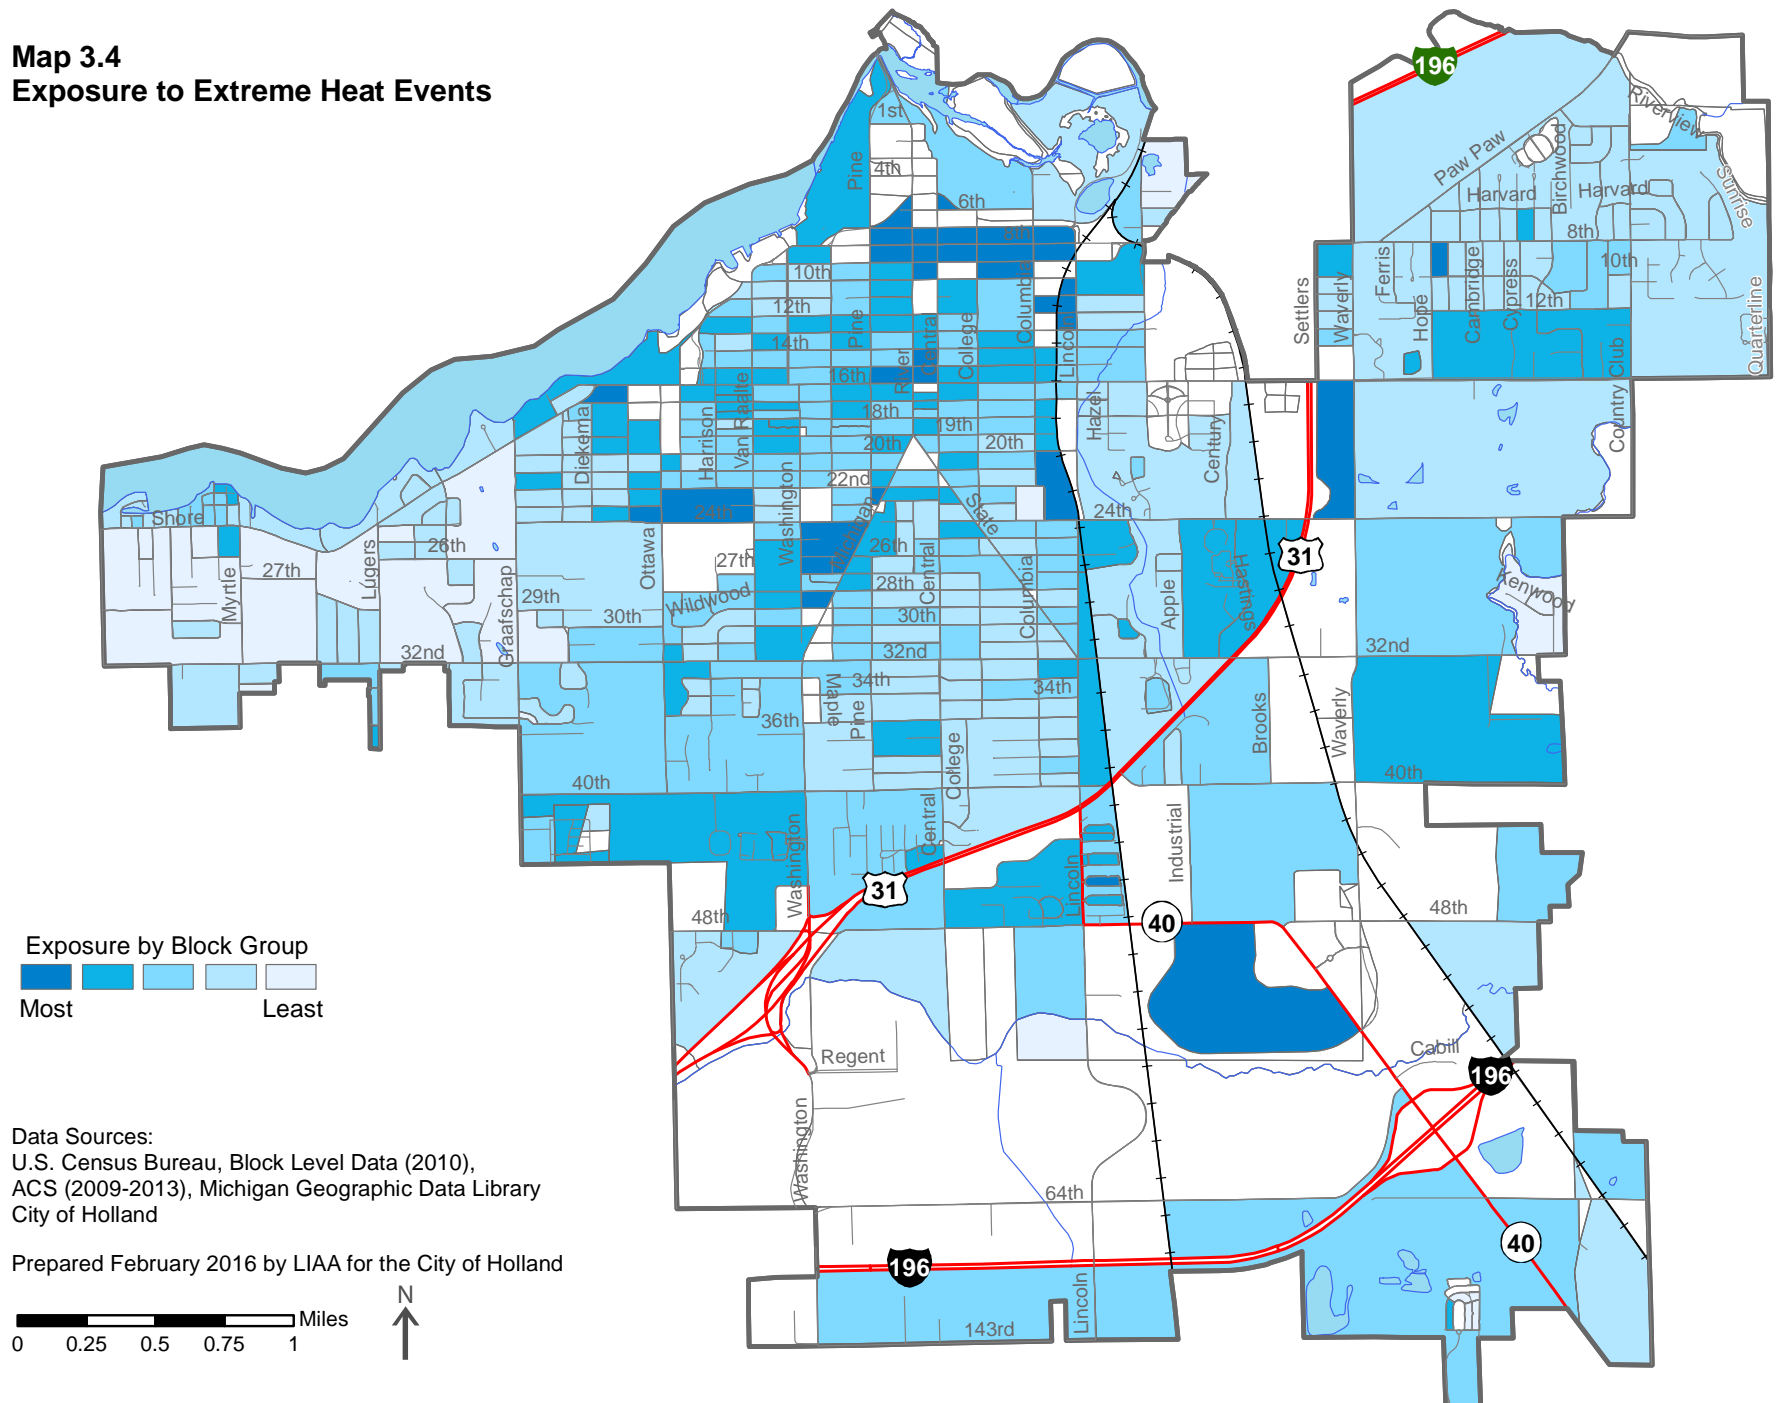 Map 3.4
Exposure to Extreme Heat Events
196
1st
Pine
4th
6th
8th
Riverview
Paw Paw
Birchwood
Harvard
Harvard
Sunrise
8th
10th
10th
12th
12th
Pine
14th
16th
River
Central
College
Columbia
Lincoln
Settlers
Waverly
Ferris
Hope
Cambridge
Cypress
Club
Quarterline
Country
Diekema
Harrison
Van Raalte
18th
19th
20th
20th
Hazel
Century
22nd
Washington
24th
Michigan
State
24th
Shore
26th
26th
27th
27th
Myrtle
Lugers
Graafschap
Ottawa
Central
28th
29th
30th
Wildwood
30th
Columbia
Apple
Hastings
31
Kenwood
32nd
32nd
32nd
34th
34th
Maple
Pine
36th
Brooks
Waverly
40th
40th
College
Central
Washington
Industrial
Lincoln
31
48th
48th
40
Exposure by Block Group
Most
Least
Regent
Cabill
196
Washington
64th
40
196
Lincoln
143rd
Data Sources:
U.S. Census Bureau, Block Level Data (2010),
ACS (2009-2013), Michigan Geographic Data Library
City of Holland
Prepared February 2016 by LIAA for the City of Holland
N
Miles
0 0.25 0.5 0.75 1